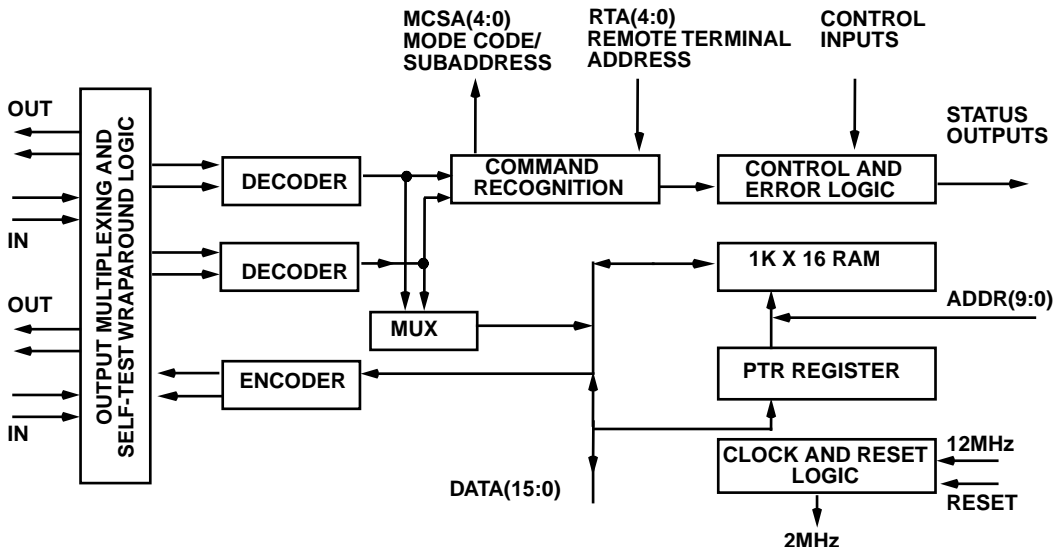 MCSA(4:0)
MODE CODE/
SUBADDRESS
RTA(4:0)
REMOTE TERMINAL
ADDRESS
CONTROL
INPUTS
OUT
IN
OUT
IN
OUTPUT MULTIPLEXING AND
SELF-TEST WRAPAROUND LOGIC
DECODER
COMMAND
RECOGNITION
CONTROL AND
ERROR LOGIC
STATUS
OUTPUTS
DECODER
1K X 16 RAM
ADDR(9:0)
MUX
ENCODER
PTR REGISTER
DATA(15:0)
CLOCK AND RESET
LOGIC
12MHz
RESET
2MHz